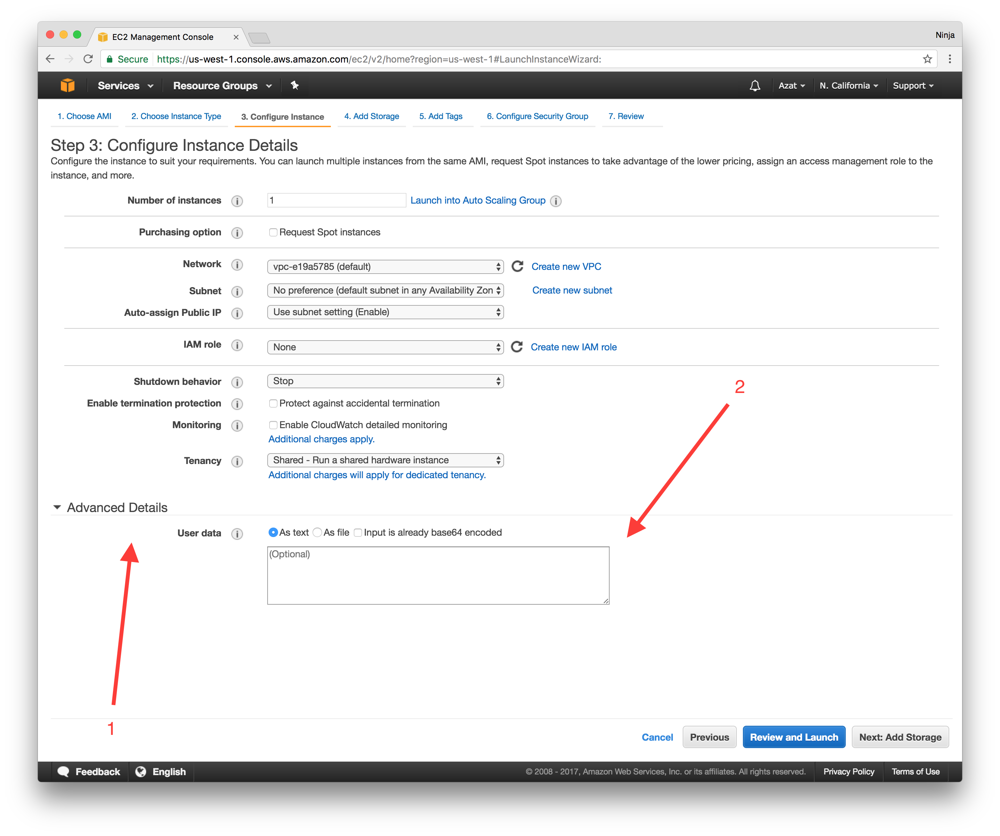 EC2 Management Console
Ninja
Secure https://us-west-1.console.aws.amazon.com/ec2/v2/home?region=us-west-1#LaunchInstanceWizard:
Services Resource Groups Azat N. California Support
1. Choose AMI 2. Choose Instance Type 3. Configure Instance 4. Add Storage 5. Add Tags 6. Configure Security Group 7. Review
Step 3: Configure Instance Details
Configure the instance to suit your requirements. You can launch multiple instances from the same AMI, request Spot instances to take advantage of the lower pricing, assign an access management role to the
instance, and more.
Number of instances 1 Launch into Auto Scaling Group
Purchasing option Request Spot instances
Network vpc-e19a5785 (default) Create new VPC
Subnet No preference (default subnet in any Availability Zon Create new subnet
Auto-assign Public IP Use subnet setting (Enable)
IAM role None Create new IAM role
Shutdown behavior Stop
2
Enable termination protection Protect against accidental termination
Monitoring Enable CloudWatch detailed monitoring
Additional charges apply.
Tenancy Shared - Run a shared hardware instance
Additional charges will apply for dedicated tenancy.
Advanced Details
User data As text As file Input is already base64 encoded
(Optional)
1
Cancel Previous Review and Launch Next: Add Storage
Feedback English © 2008 - 2017, Amazon Web Services, Inc. or its affiliates. All rights reserved. Privacy Policy Terms of Use